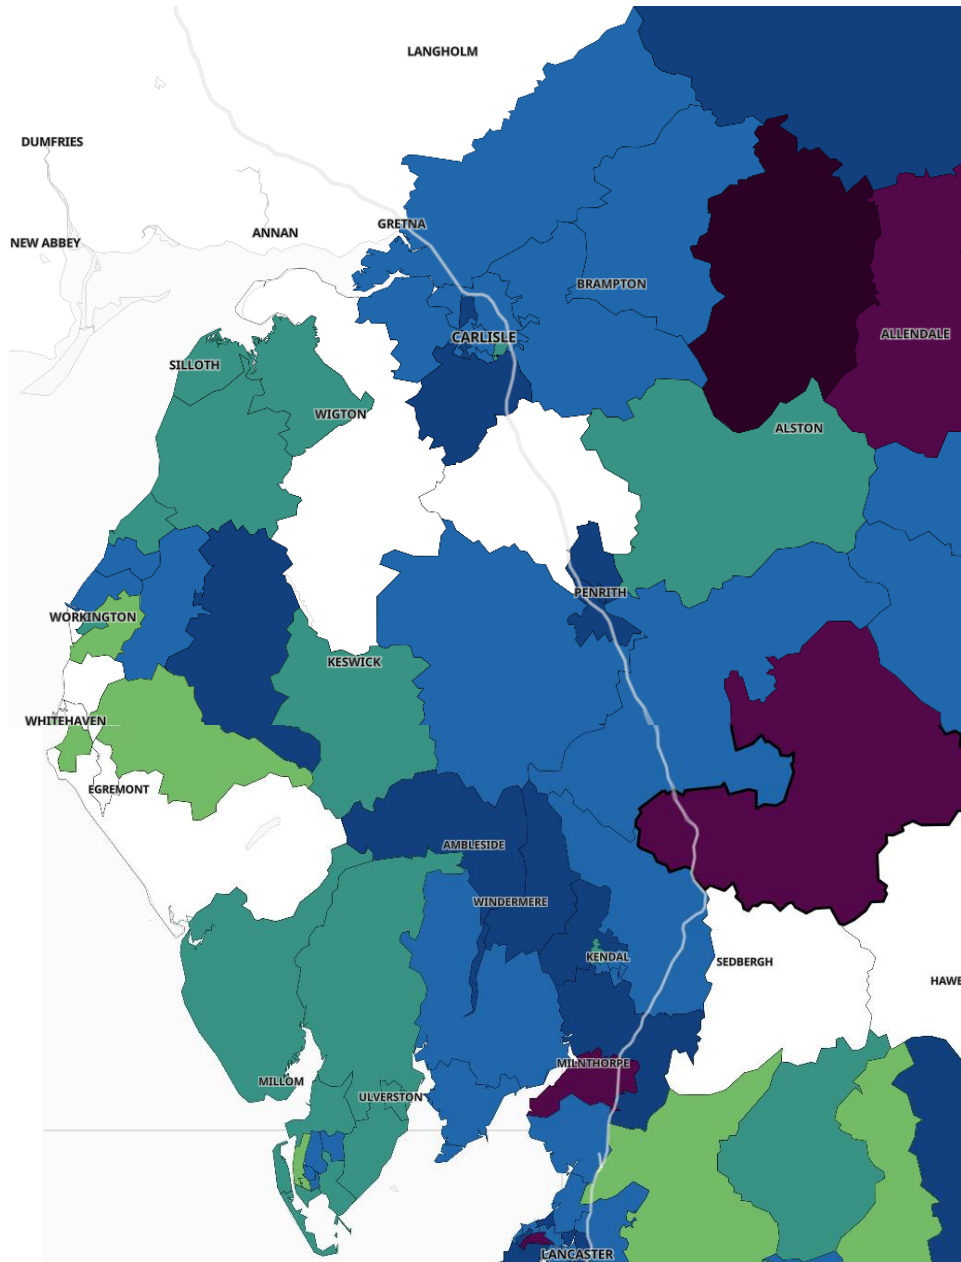 LANGHOLM
DUMFRIES
GRETNA
ANNAN
NEW ABBEY
BRAMPTON
CARLISLE
ALLENDALE
SILLOTH
WIGTON
ALSTON
PENRITH
WORKINGTON
KESWICK
WHITEHAVEN
EGREMONT
AMBLESIDE
WINDERMERE
KENDAL
SEDBERGH
HAWE
MILNTHORPE
MILLOM
ULVERSTON
LANCASTER